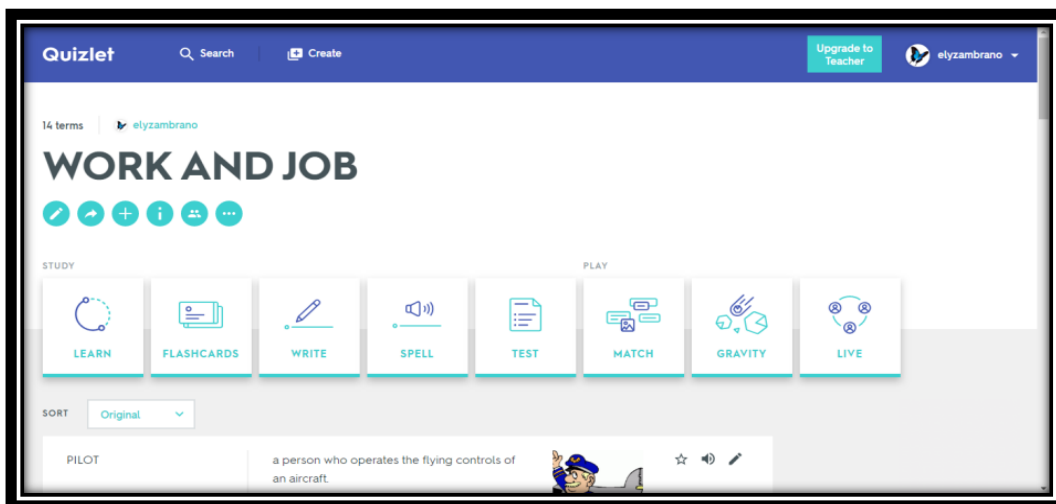 Quizlet Search Create Upgrade to Teacher elyzambrano
14 terms elyzambrano
WORK AND JOB
STUDY PLAY
LEARN FLASHCARDS WRITE SPELL TEST MATCH GRAVITY LIVE
SORT Original
PILOT a person who operates the flying controls of
an aircraft.